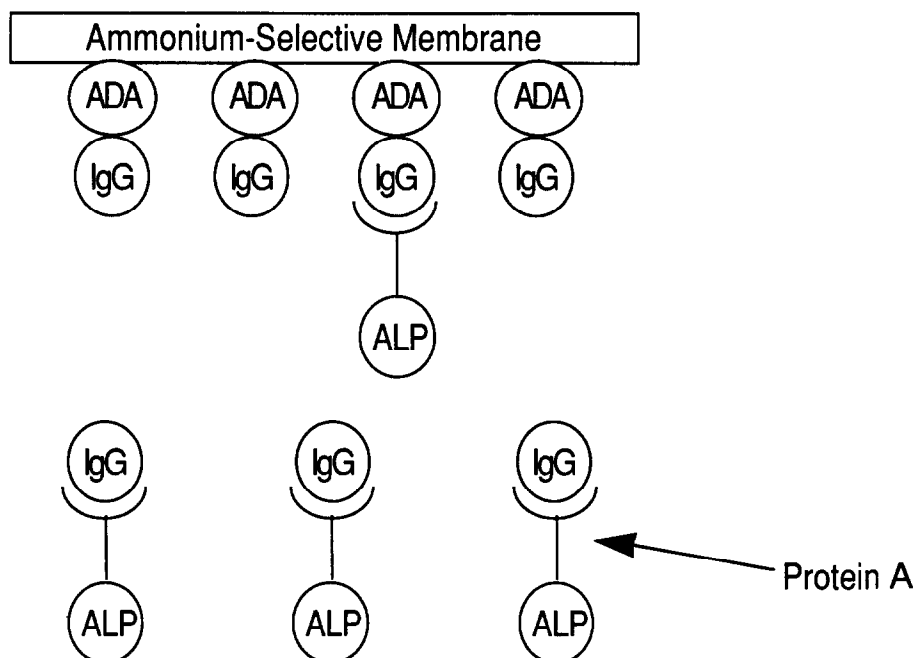 Ammonium-Selective Membrane
ADA ADA ADA ADA
IgG IgG IgG IgG
ALP
IgG IgG IgG
Protein A
ALP ALP ALP